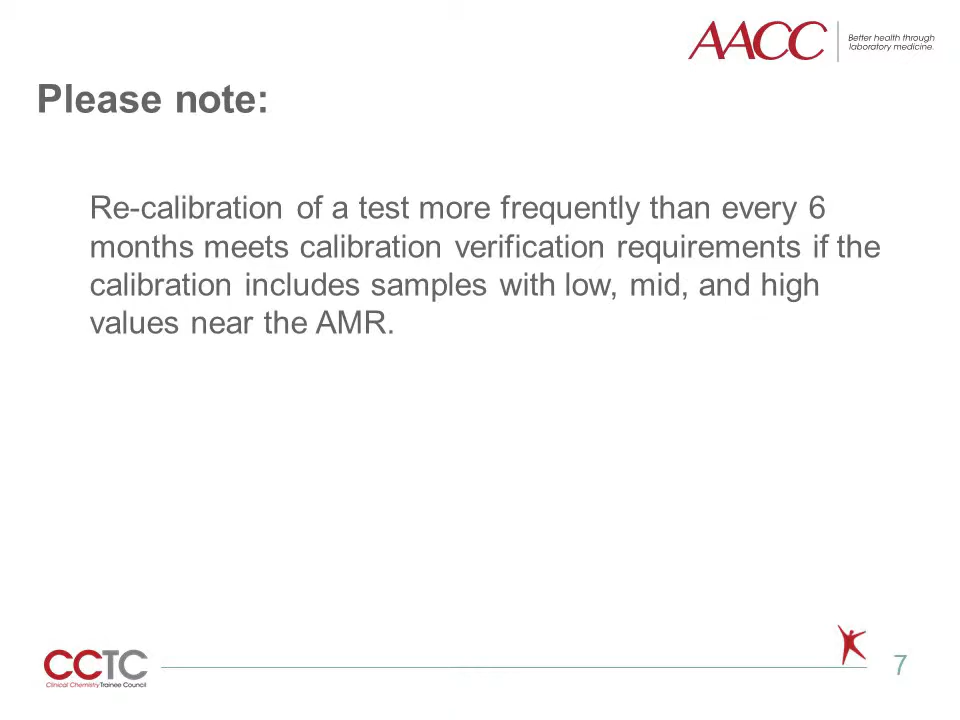 AACC
Better health through
laboratory medicine.
Please note:
Re-calibration of a test more frequently than every 6
months meets calibration verification requirements if the
calibration includes samples with low, mid, and high
values near the AMR.
CCTC
Clinical Chemistry Trainee Council
7